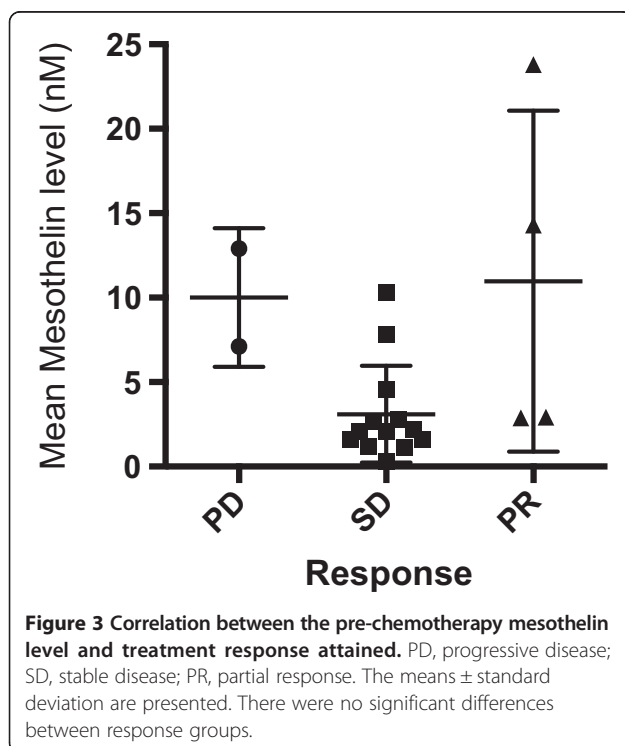 Mean Mesothelin level (nM)
25
20
15
10
5
0
PD
SD
PR
Response
Figure 3 Correlation between the pre-chemotherapy mesothelin
level and treatment response attained. PD, progressive disease;
SD, stable disease; PR, partial response. The means ± standard
deviation are presented. There were no significant differences
between response groups.